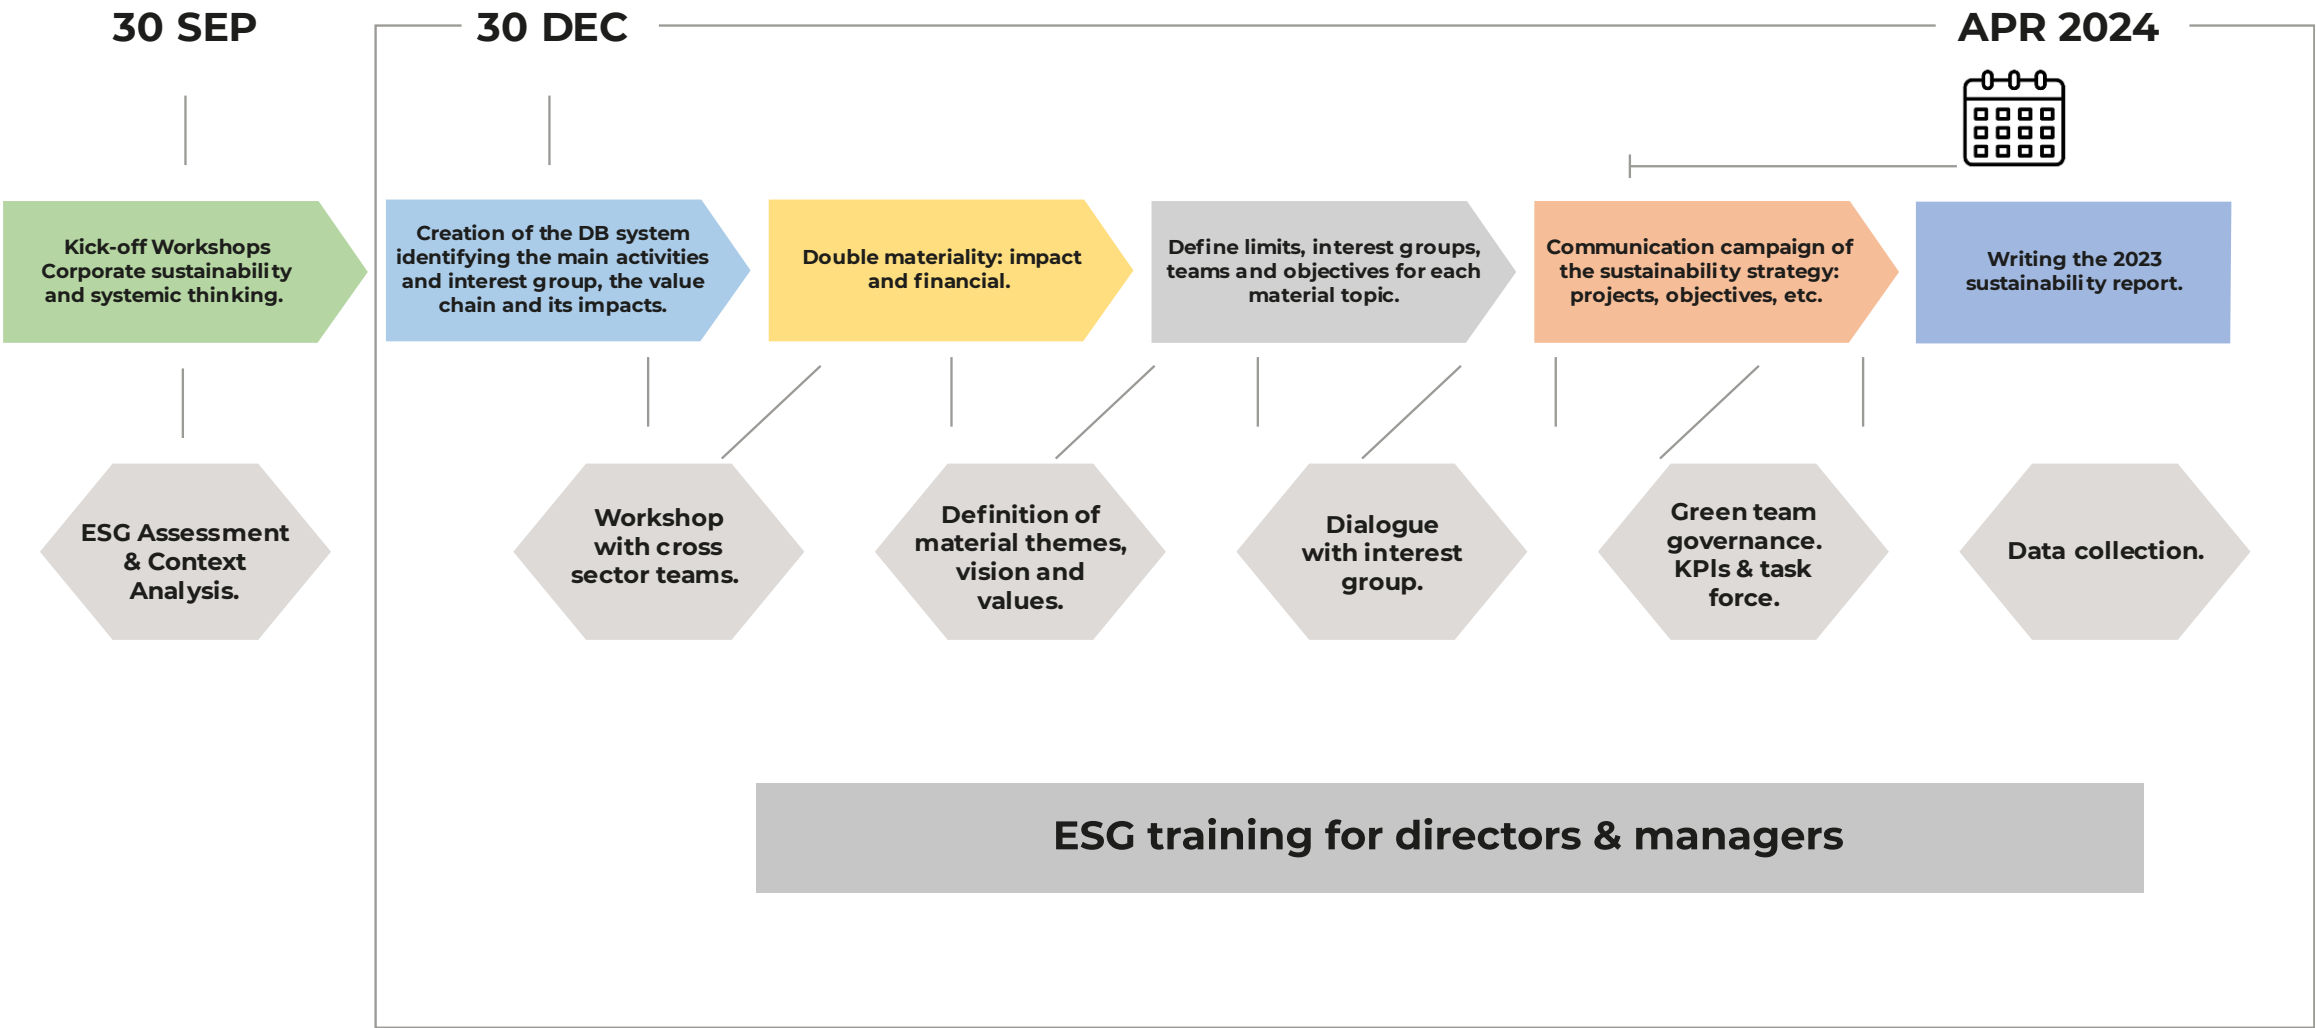 30 SEP
30 DEC
APR 2024
Kick-off Workshops
Corporate sustainability
and systemic thinking.
Creation of the DB system
identifying the main activities
and interest group, the value
chain and its impacts.
Double materiality: impact
and financial.
Define limits, interest groups,
teams and objectives for each
material topic.
Communication campaign of
the sustainability strategy:
projects, objectives, etc.
Writing the 2023
sustainability report.
ESG Assessment
& Context
Analysis.
Workshop
with cross
sector teams.
Definition of
material themes,
vision and
values.
Dialogue
with interest
group.
Green team
governance.
KPIs & task
force.
Data collection.
ESG training for directors & managers